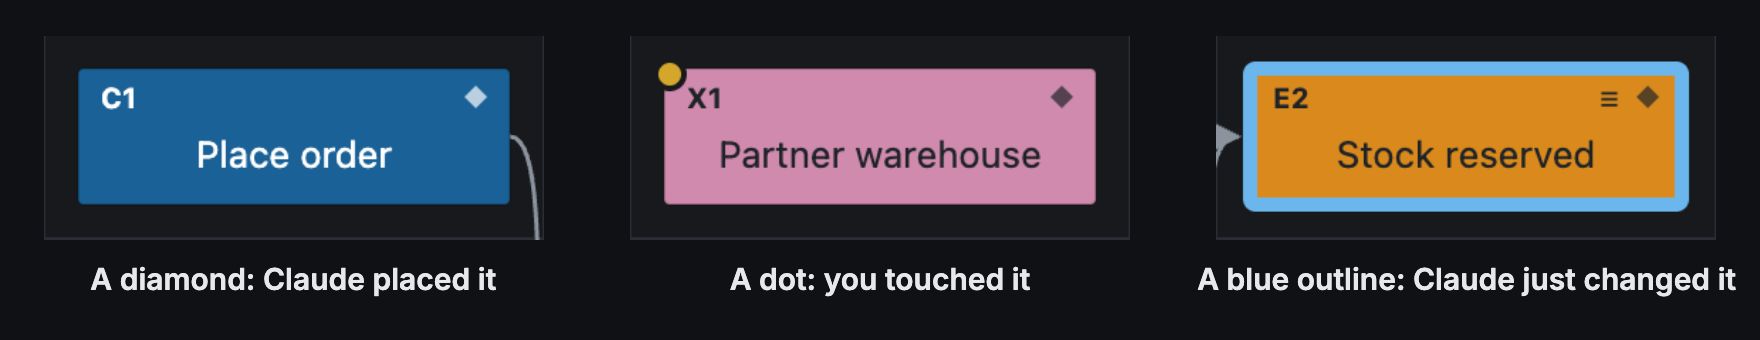 C1
Place order
A diamond: Claude placed it
X1
Partner warehouse
A dot: you touched it
E2
Stock reserved
A blue outline: Claude just changed it